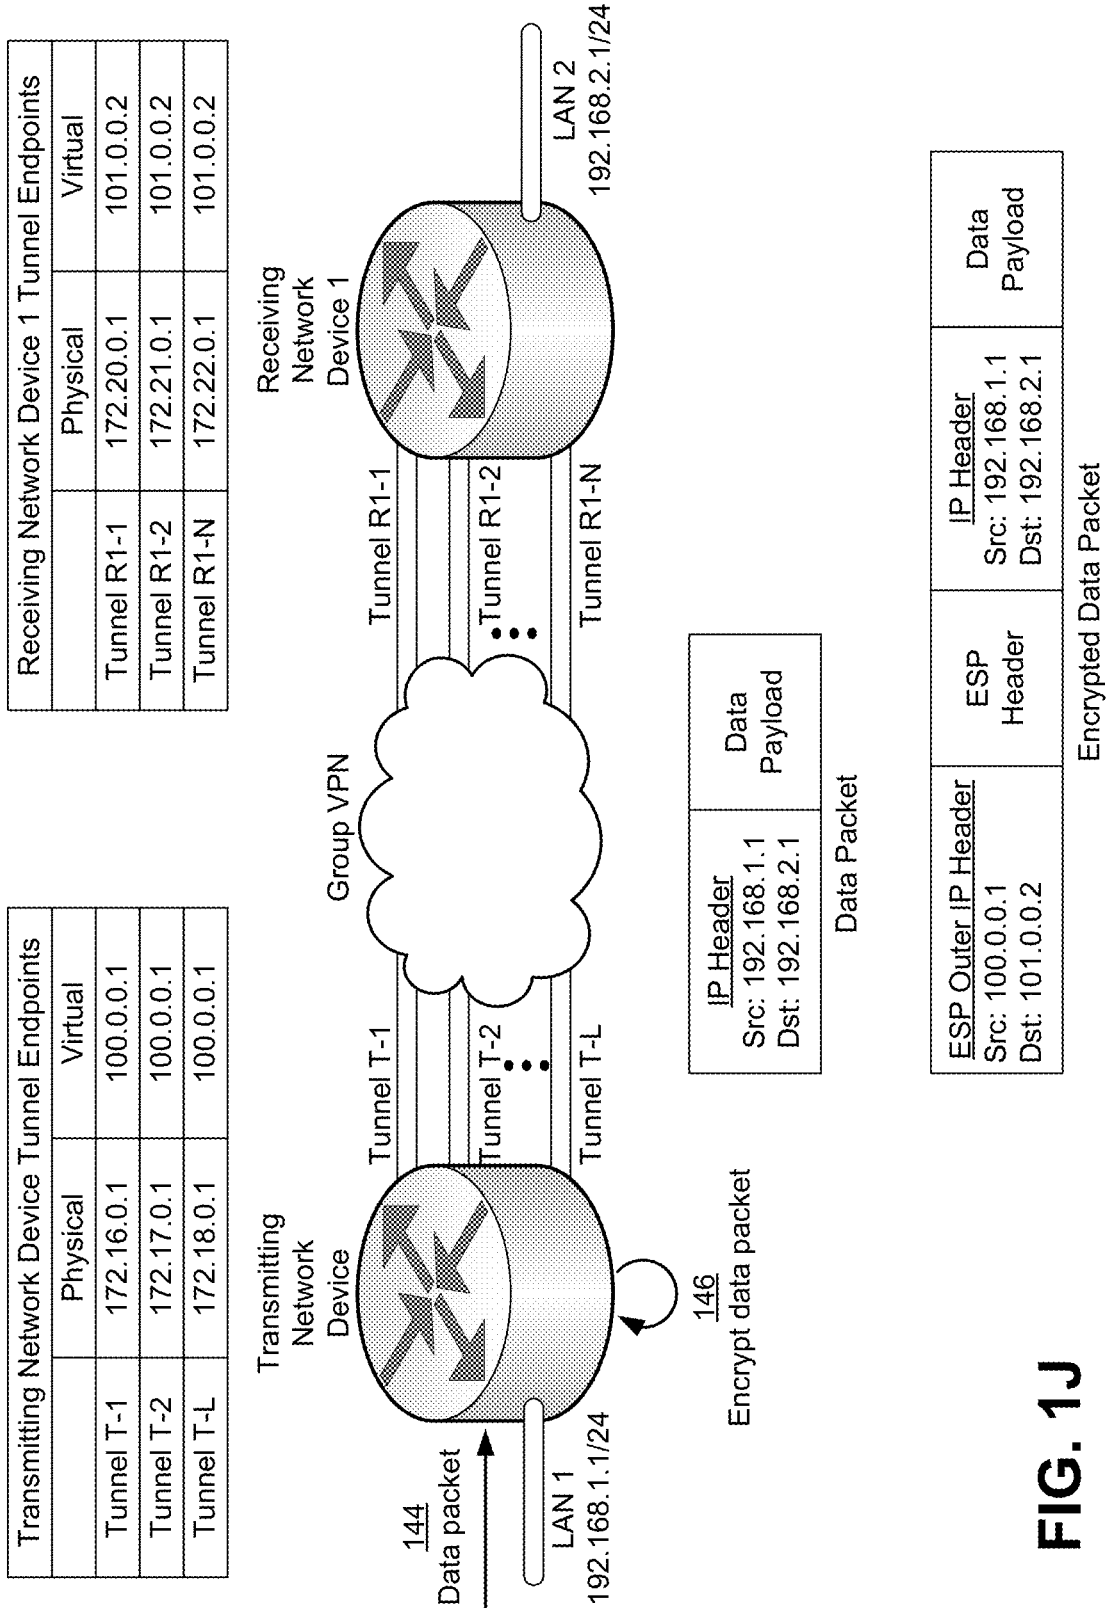 Transmitting Network Device Tunnel Endpoints
Physical Virtual
Tunnel T-1 172.16.0.1 100.0.0.1
Tunnel T-2 172.17.0.1 100.0.0.1
Tunnel T-L 172.18.0.1 100.0.0.1
Receiving Network Device 1 Tunnel Endpoints
Physical Virtual
Tunnel R1-1 172.20.0.1 101.0.0.2
Tunnel R1-2 172.21.0.1 101.0.0.2
Tunnel R1-N 172.22.0.1 101.0.0.2
144
Data packet
LAN 1
192.168.1.1/24
Transmitting
Network
Device
146
Encrypt data packet
Tunnel T-1
Tunnel T-2
Tunnel T-L
Group VPN
Tunnel R1-1
Tunnel R1-2
Tunnel R1-N
Receiving
Network
Device 1
LAN 2
192.168.2.1/24
IP Header
Src: 192.168.1.1
Dst: 192.168.2.1
Data
Payload
Data Packet
ESP Outer IP Header
Src: 100.0.0.1
Dst: 101.0.0.2
ESP
Header
IP Header
Src: 192.168.1.1
Dst: 192.168.2.1
Data
Payload
Encrypted Data Packet
FIG. 1J